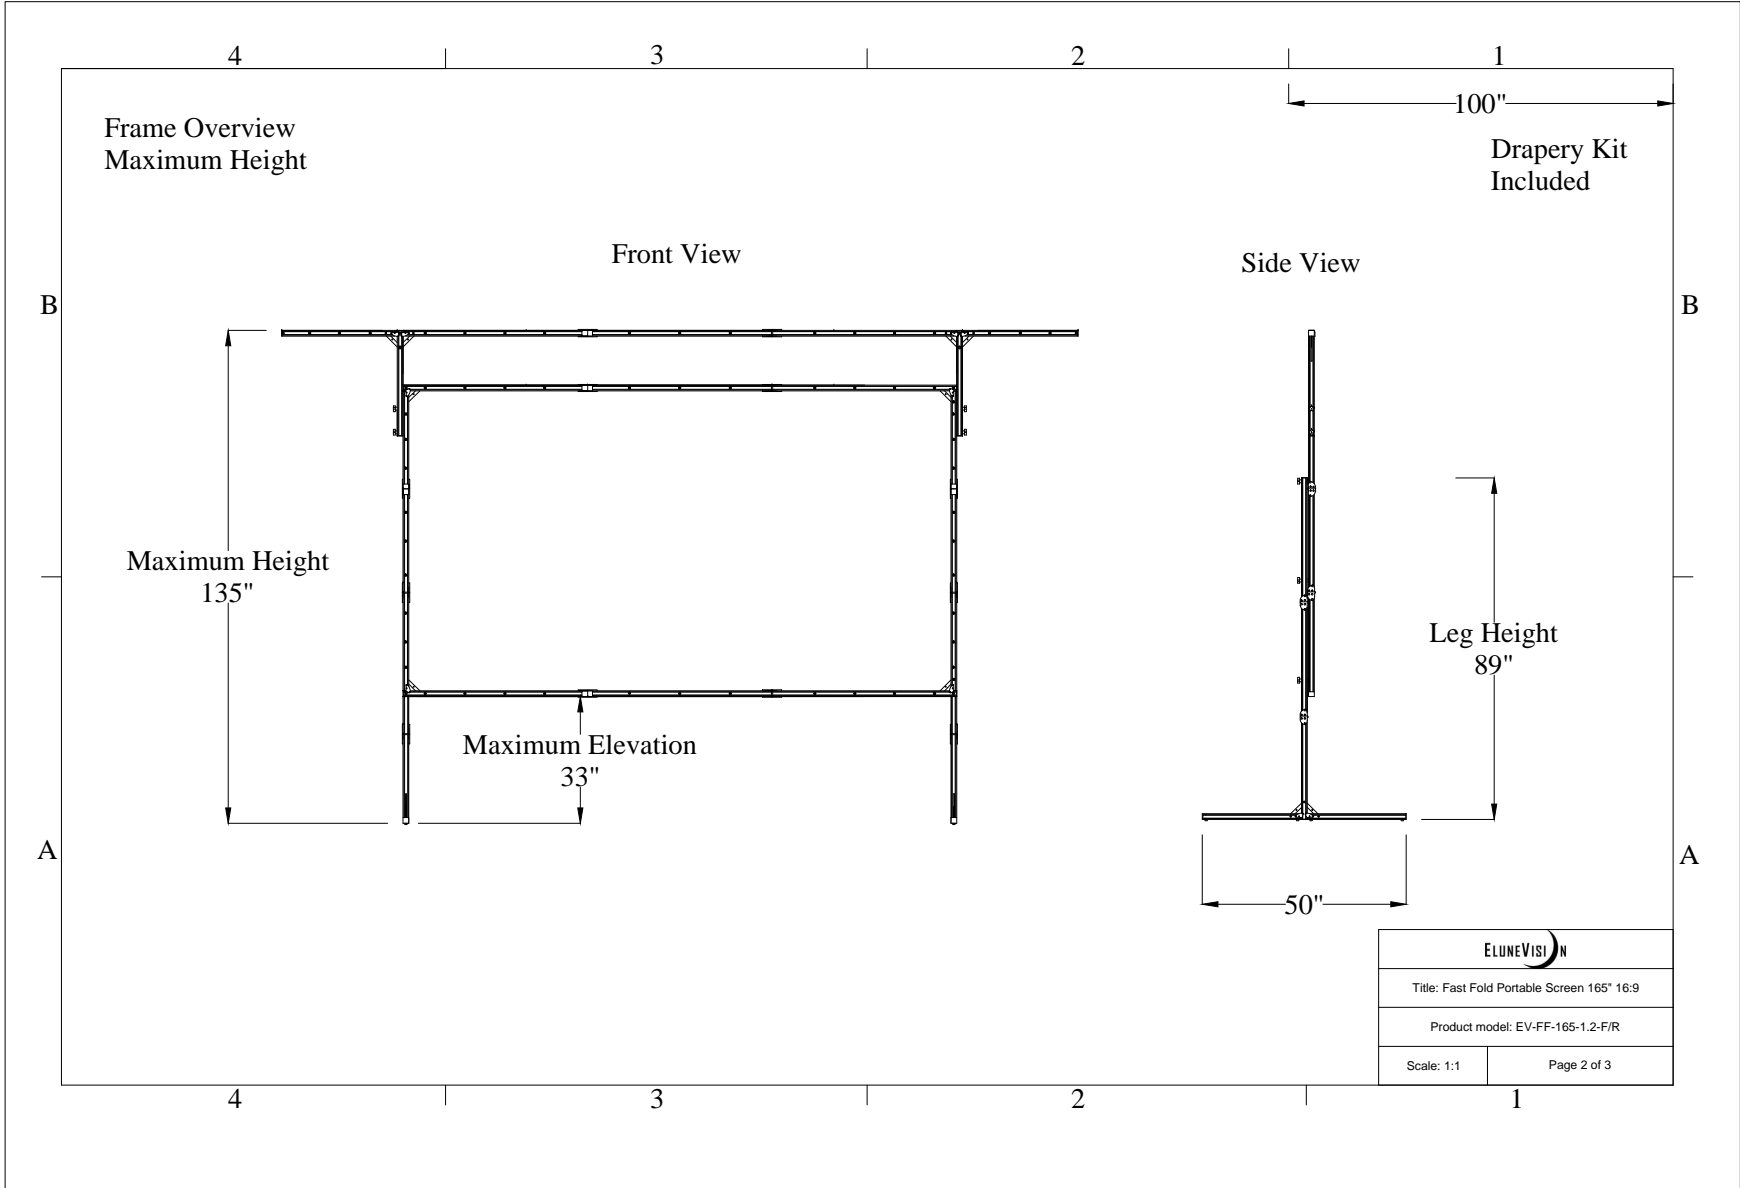 4 3 2 1
100"
Frame Overview
Maximum Height
Drapery Kit
Included
Front View
Side View
B B
Maximum Height
135"
Leg Height
89"
Maximum Elevation
33"
A A
50"
ELUNEVISION
Title: Fast Fold Portable Screen 165" 16:9
Product model: EV-FF-165-1.2-F/R
Scale: 1:1 Page 2 of 3
4 3 2 1